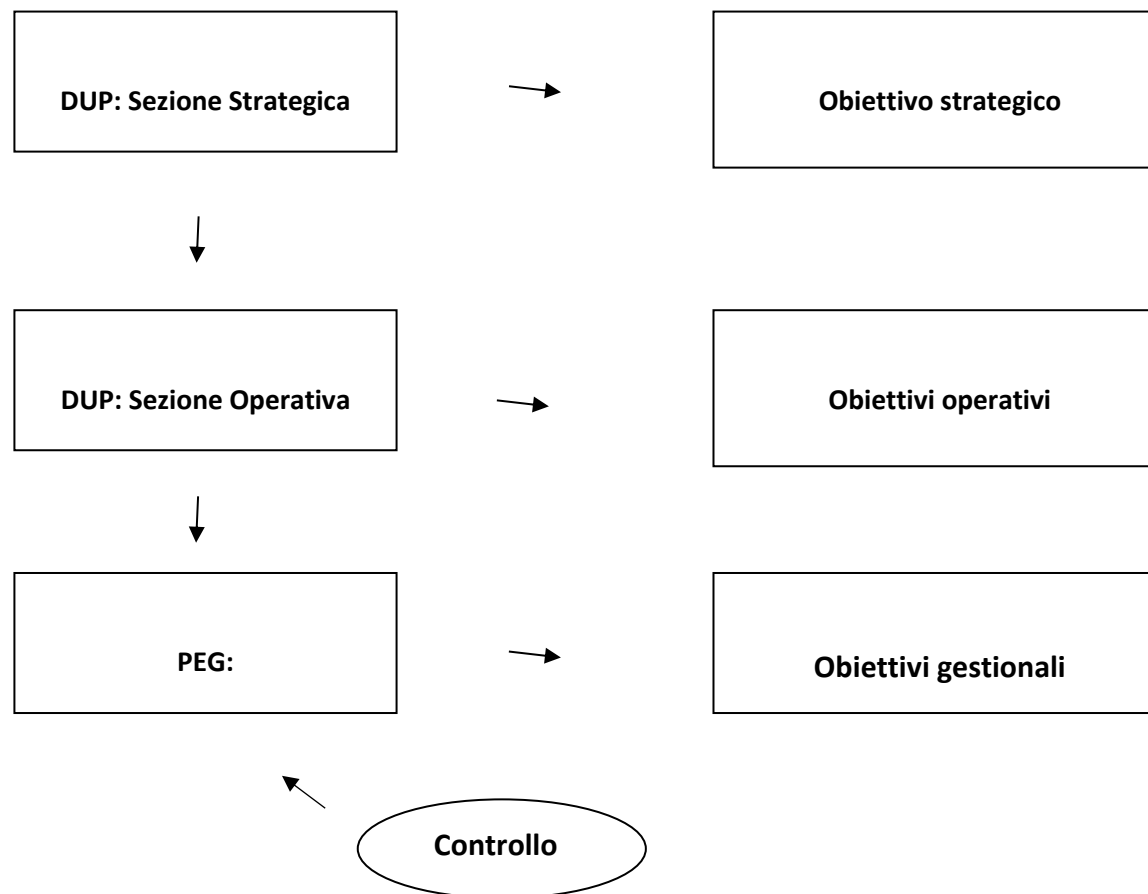 DUP: Sezione Strategica
Obiettivo strategico
DUP: Sezione Operativa
Obiettivi operativi
PEG:
Obiettivi gestionali
Controllo